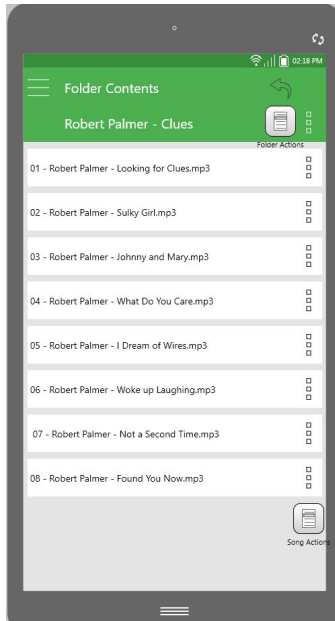 02:18 PM
Folder Contents
Robert Palmer - Clues
Folder Actions
01 - Robert Palmer - Looking for Clues.mp3
02 - Robert Palmer - Sulky Girl.mp3
03 - Robert Palmer - Johnny and Mary.mp3
04 - Robert Palmer - What Do You Care.mp3
05 - Robert Palmer - I Dream of Wires.mp3
06 - Robert Palmer - Woke up Laughing.mp3
07 - Robert Palmer - Not a Second Time.mp3
08 - Robert Palmer - Found You Now.mp3
Song Actions